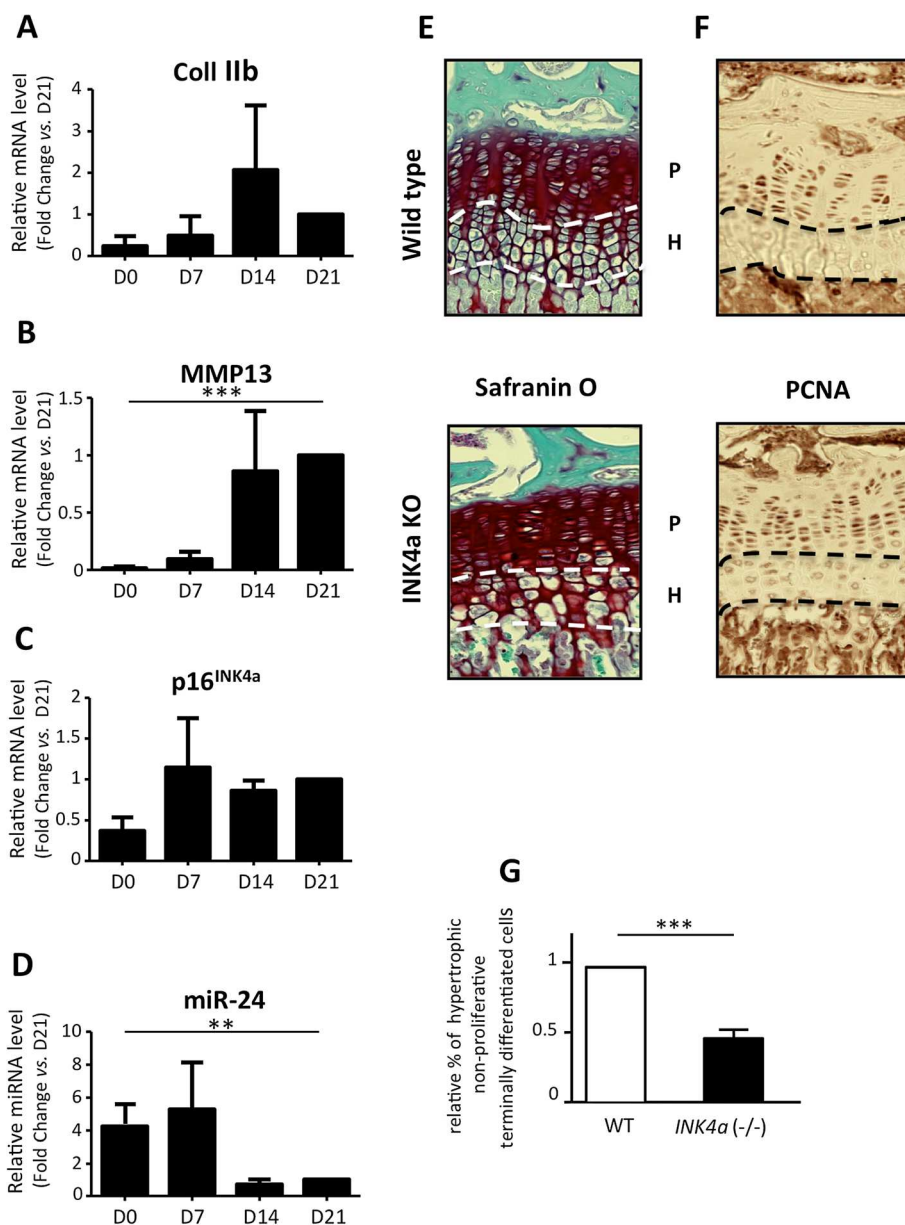 A
Coll IIb
Relative mRNA level
(Fold Change vs. D21)
4
3
2
1
0
D0 D7 D14 D21
B
MMP13
***
Relative mRNA level
(Fold Change vs. D21)
1.5
1
0.5
0
D0 D7 D14 D21
C
p16INK4a
Relative mRNA level
(Fold Change vs. D21)
2
1.5
1
0.5
0
D0 D7 D14 D21
D
miR-24
**
Relative miRNA level
(Fold Change vs. D21)
10
8
6
4
2
0
D0 D7 D14 D21
E
Wild type
Safranin O
INK4a KO
F
P
H
PCNA
P
H
G
***
relative % of hypertrophic
non-proliferative
terminally differentiated cells
1
0.5
0
WT INK4a (-/-)